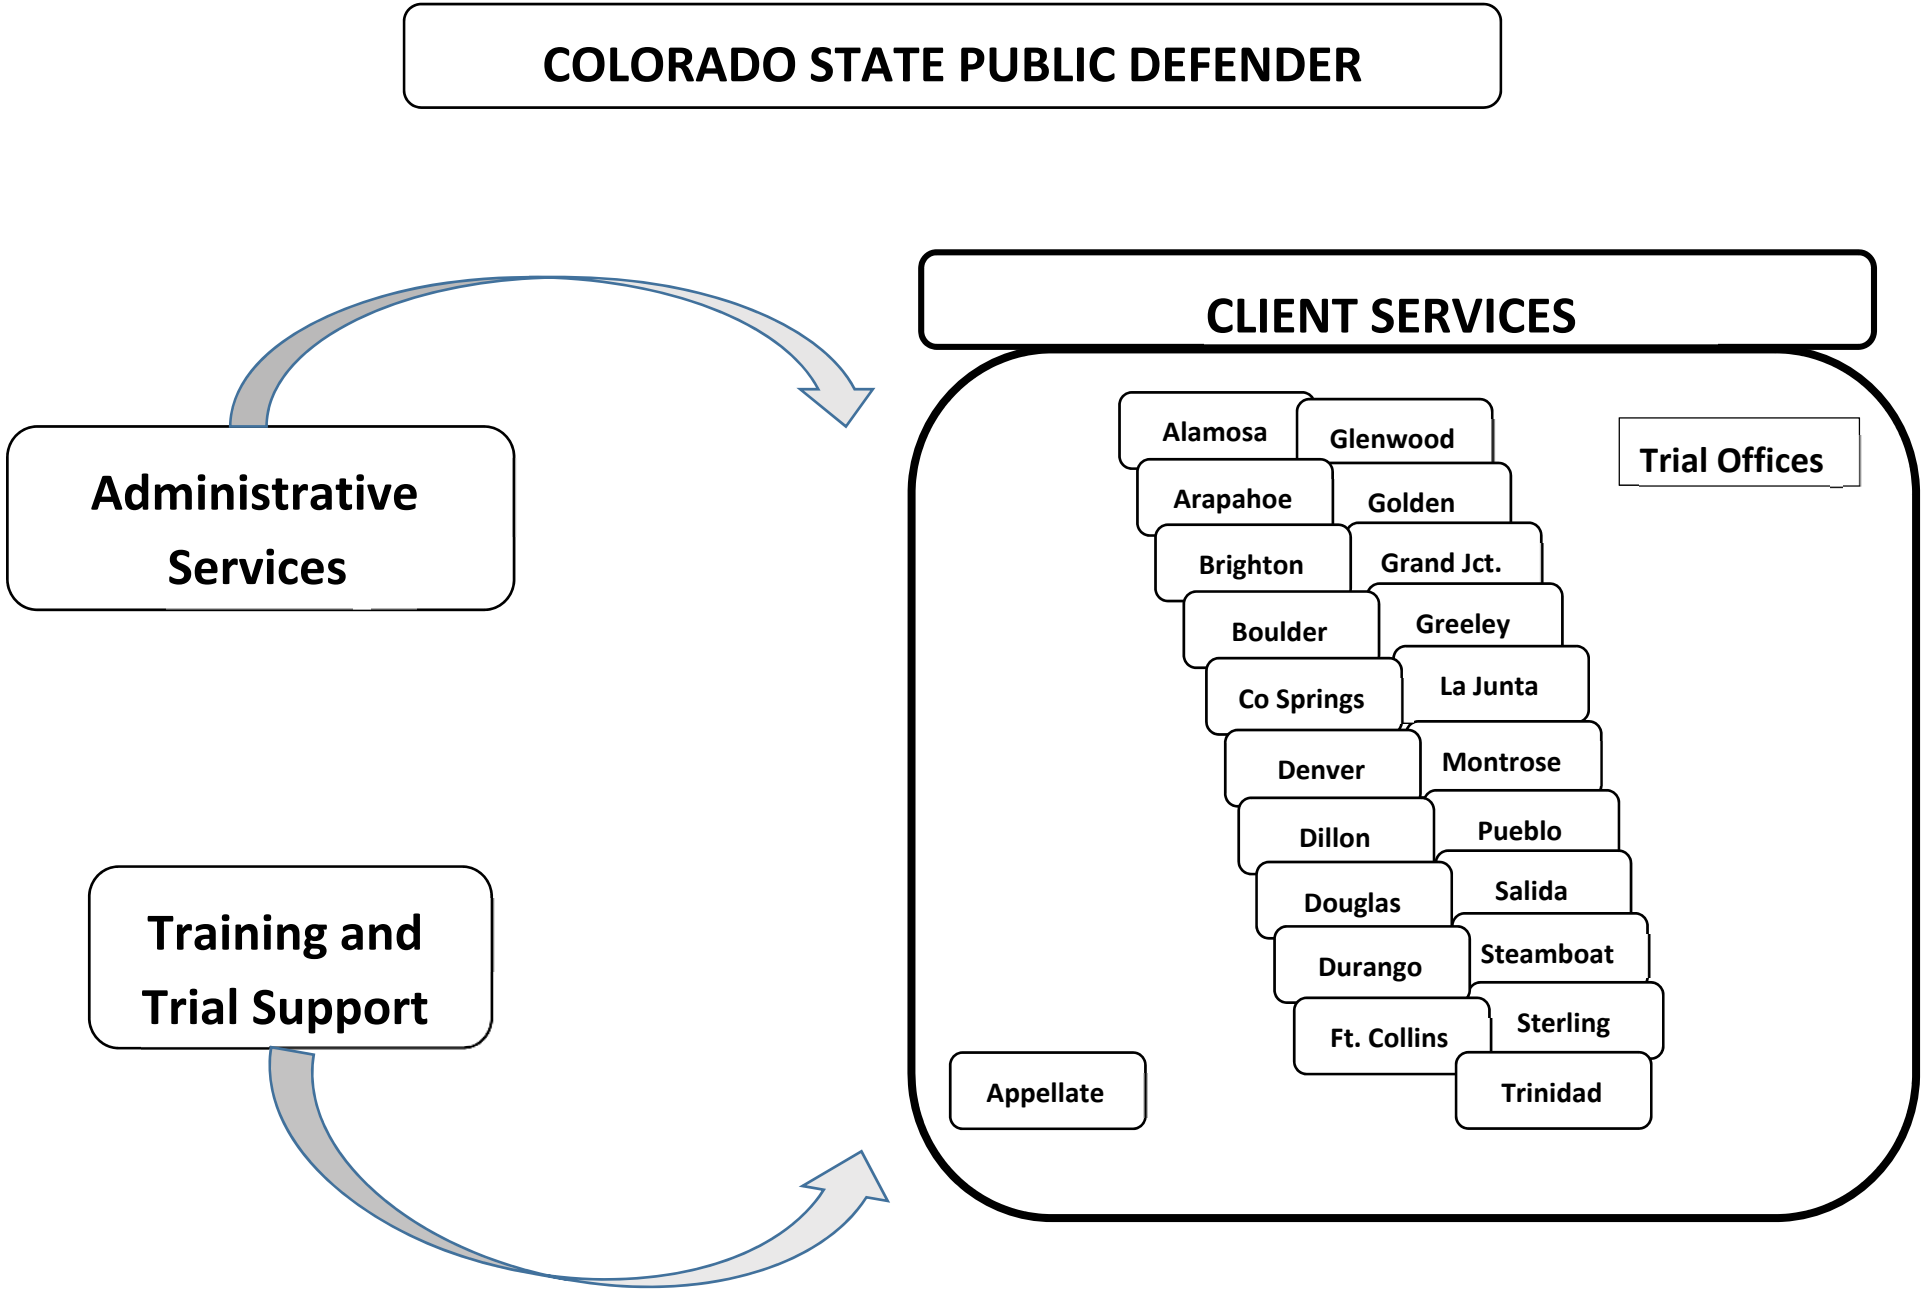 COLORADO STATE PUBLIC DEFENDER
CLIENT SERVICES
Administrative
Services
Training and
Trial Support
Trial Offices
Alamosa
Arapahoe
Brighton
Boulder
Co Springs
Denver
Dillon
Douglas
Durango
Ft. Collins
Glenwood
Golden
Grand Jct.
Greeley
La Junta
Montrose
Pueblo
Salida
Steamboat
Sterling
Trinidad
Appellate